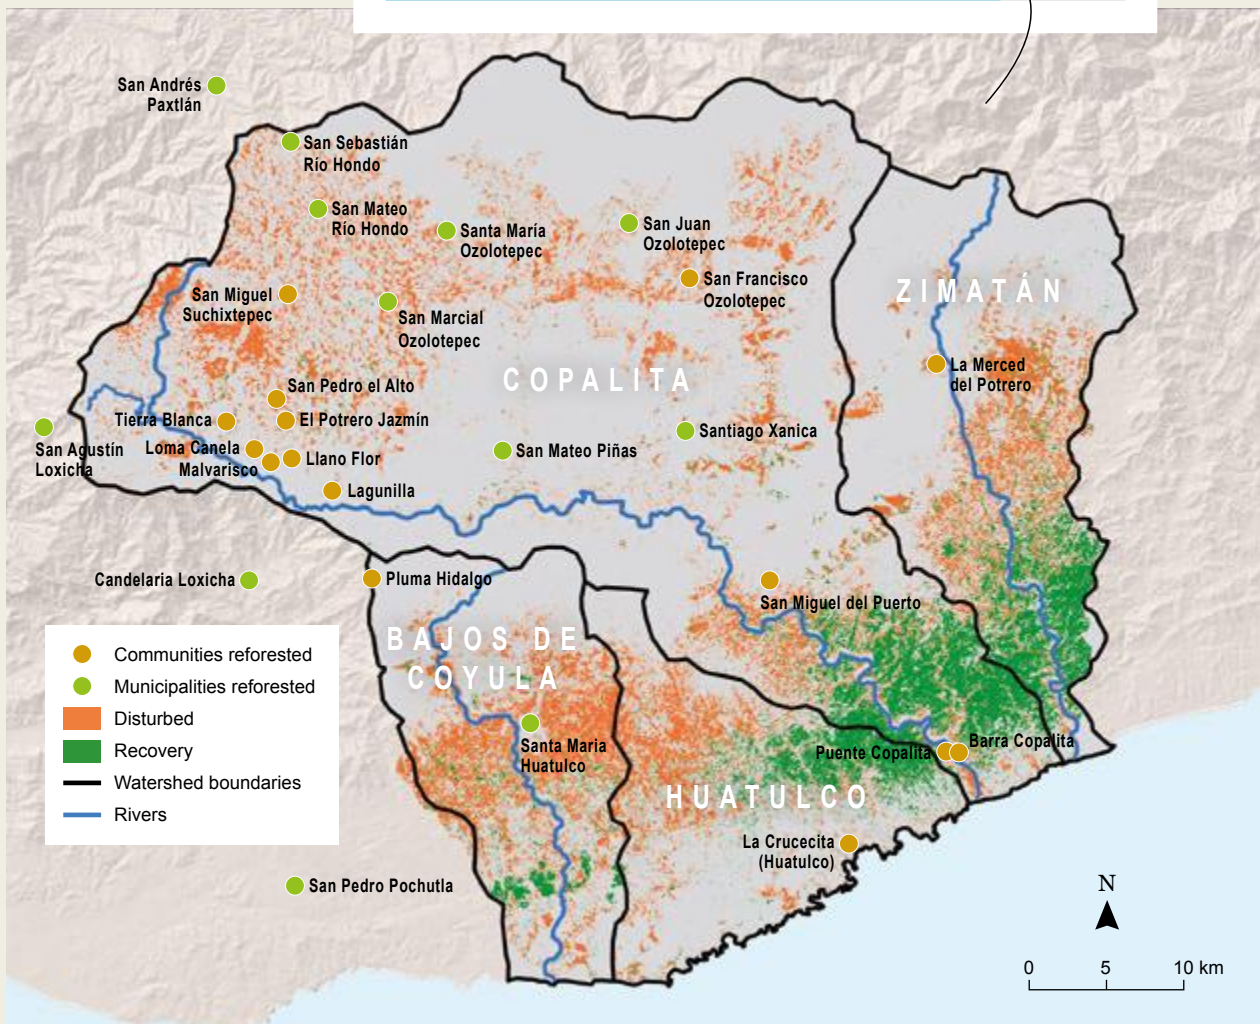 San Andrés
Paxtlán
San Sebastián
Río Hondo
San Mateo
Río Hondo
Santa María
Ozolotepec
San Juan
Ozolotepec
San Francisco
Ozolotepec
ZIMATÁN
San Miguel
Suchixtepec
San Marcial
Ozolotepec
La Merced
del Potrero
COPALITA
San Pedro el Alto
Tierra Blanca
El Potrero Jazmín
San Agustín
Loxicha
Loma Canela
Malvarisco
Llano Flor
San Mateo Piñas
Santiago Xanica
Lagunilla
Candelaria Loxicha
Pluma Hidalgo
San Miguel del Puerto
BAJOS DE
COYULA
Communities reforested
Municipalities reforested
Disturbed
Recovery
Watershed boundaries
Rivers
Santa Maria
Huatulco
Puente Copalita
Barra Copalita
HUATULCO
La Crucecita
(Huatulco)
San Pedro Pochutla
N
0 5 10 km